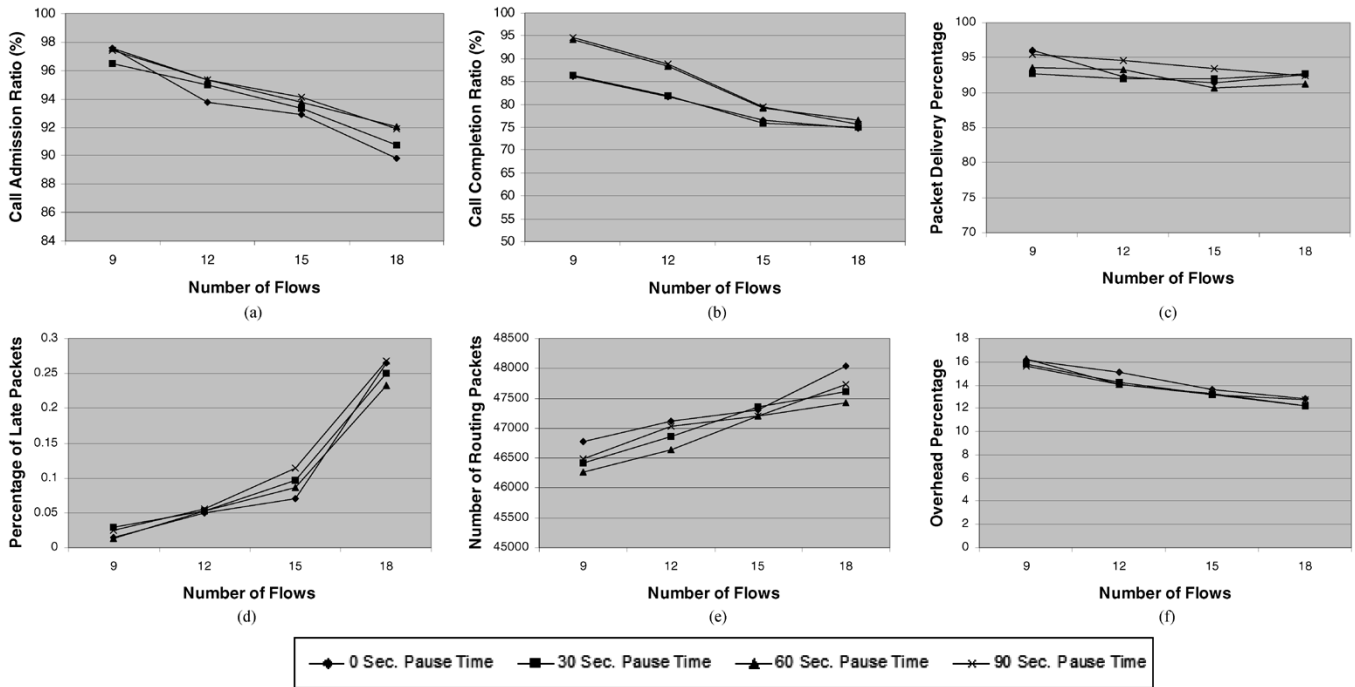 Call Admission Ratio (%)
100
98
96
94
92
90
88
86
84
9 12 15 18
Number of Flows
(a)
Call Completion Ratio (%)
100
95
90
85
80
75
70
65
60
55
50
9 12 15 18
Number of Flows
(b)
Packet Delivery Percentage
100
95
90
85
80
75
70
9 12 15 18
Number of Flows
(c)
Percentage of Late Packets
0.3
0.25
0.2
0.15
0.1
0.05
0
9 12 15 18
Number of Flows
(d)
Number of Routing Packets
48500
48000
47500
47000
46500
46000
45500
45000
9 12 15 18
Number of Flows
(e)
Overhead Percentage
18
16
14
12
10
8
6
4
2
0
9 12 15 18
Number of Flows
(f)
0 Sec. Pause Time 30 Sec. Pause Time 60 Sec. Pause Time 90 Sec. Pause Time